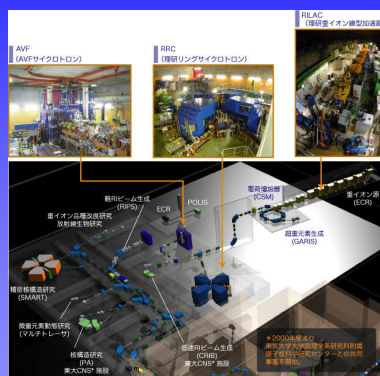 AVF
(AVFサイクロトロン)
RRC
(理研リングサイクロトロン)
RILAC
(理研重イオン線型加速器
軽RIビーム生成
(RIPS)
ECR
POLIS
電荷増加器
(CSM)
重イオン源
(ECR)
重イオン品種改良研究
放射線生物研究
超重元素生成
(GARIS)
精密核構造研究
(SMART)
微量元素動態研究
(マルチトレーサ)
核構造研究
(PA)
東大CNS*施設
低速RIビーム生成
(CRIB)
東大CNS*施設
*2000年度より
東京大学大学院理学系研究科附属
原子核科学研究センターとの共同
事業を開始。